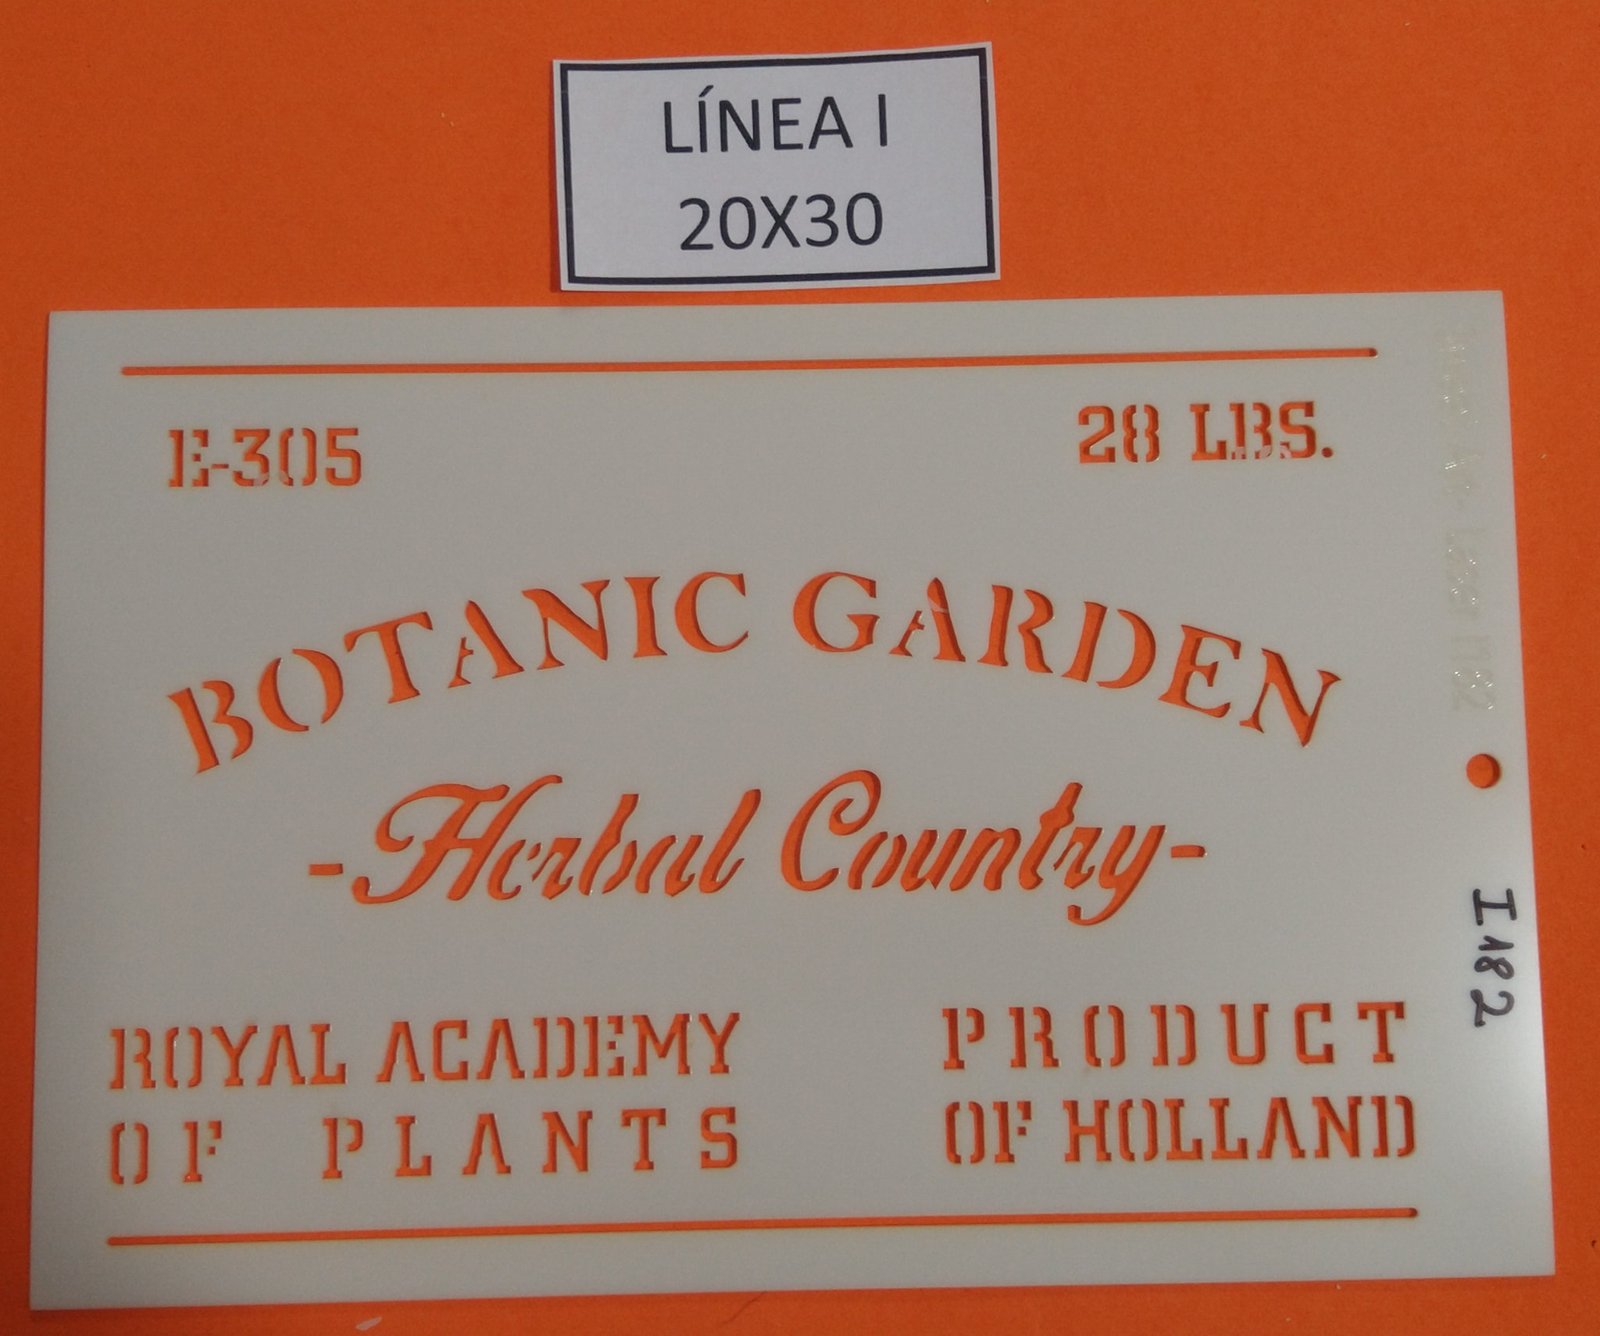 LÍNEA I
20X30
E-305
28 LBS.
BOTANIC GARDEN
-Herbal Country-
ROYAL ACADEMY
OF PLANTS
PRODUCT
OF HOLLAND
I182